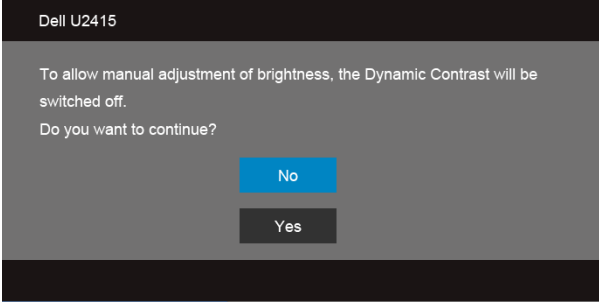 Dell U2415
To allow manual adjustment of brightness, the Dynamic Contrast will be
switched off.
Do you want to continue?
No
Yes